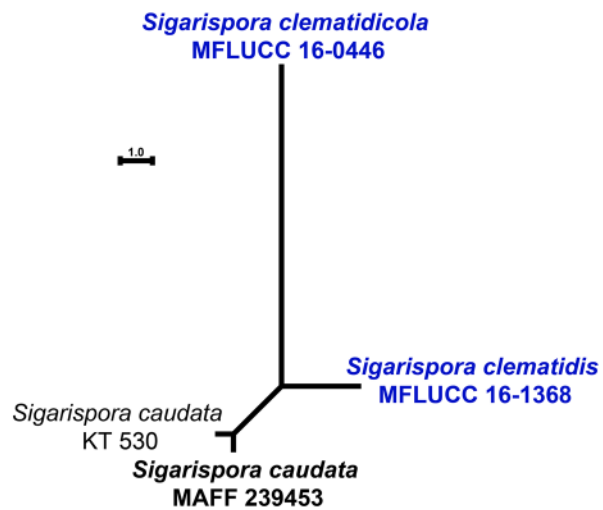 Sigarispora clematidicola
MFLUCC 16-0446
1.0
Sigarispora clematidis
MFLUCC 16-1368
Sigarispora caudata
KT 530
Sigarispora caudata
MAFF 239453